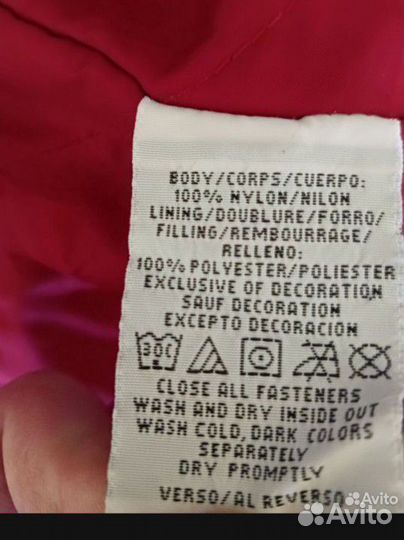 BODY/CORPS/CUERPO:
100% NYLON/NILON
LINING/DOUBLURE/FORRO/
FILLING/REMBOURRAGE/
RELLENO:
100% POLYESTER/POLIESTER
EXCLUSIVE OF DECORATION
SAUF DECORATION
EXCEPTO DECORACION
30C
CLOSE ALL FASTENERS
WASH AND DRY INSIDE OUT
WASH COLD, DARK COLORS
SEPARATELY
DRY PROMPTLY
VERSO/AL REVERSO:
Avito
Avito